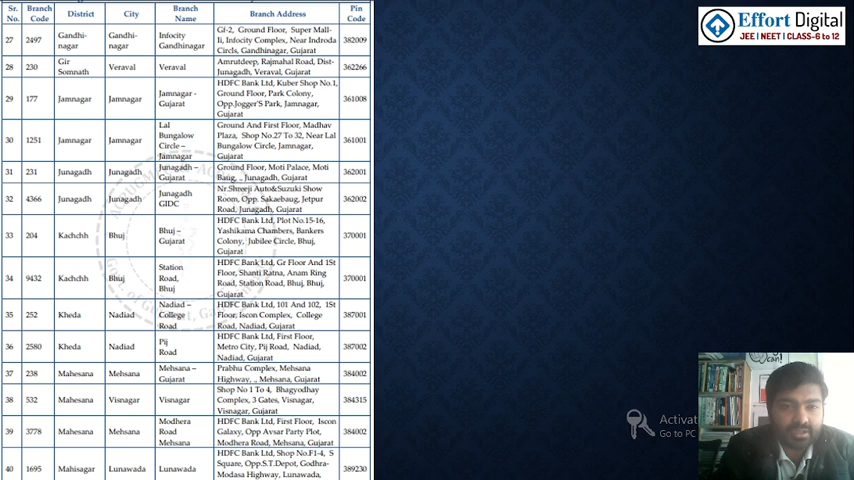 Sr. No. Branch Code District City Branch Name Branch Address Pin Code
27 2497 Gandhi-nagar Gandhi-nagar Infocity Gandhinagar Gf-2, Ground Floor, Super Mall-Ii, Infocity Complex, Near Indroda Circls, Gandhinagar, Gujarat 382009
28 230 Gir Somnath Veraval Veraval Amrutdeep, Rajmahal Road, Dist-Junagadh, Veraval, Gujarat 362266
29 177 Jamnagar Jamnagar Jamnagar - Gujarat HDFC Bank Ltd, Kuber Shop No.1, Ground Floor, Park Colony, Opp.Jogger'S Park, Jamnagar, Gujarat 361008
30 1251 Jamnagar Jamnagar Lal Bungalow Circle – Jamnagar Ground And First Floor, Madhav Plaza, Shop No.27 To 32, Near Lal Bungalow Circle, Jamnagar, Gujarat 361001
31 231 Junagadh Junagadh Junagadh – Gujarat Ground Floor, Moti Palace, Moti Baug, ., Junagadh, Gujarat 362001
32 4366 Junagadh Junagadh Junagadh GIDC Nr.Shreeji Auto&Suzuki Show Room, Opp. Sakaebaug, Jetpur Road, Junagadh, Gujarat 362002
33 204 Kachchh Bhuj Bhuj – Gujarat HDFC Bank Ltd, Plot No.15-16, Yashikama Chambers, Bankers Colony, Jubilee Circle, Bhuj, Gujarat 370001
34 9432 Kachchh Bhuj Station Road, Bhuj HDFC Bank Ltd, Gr Floor And 1St Floor, Shanti Ratna, Anam Ring Road, Station Road, Bhuj, Bhuj, Gujarat 370001
35 252 Kheda Nadiad Nadiad – College Road HDFC Bank Ltd, 101 And 102, 1St Floor, Iscon Complex, College Road, Nadiad, Gujarat 387001
36 2580 Kheda Nadiad Pij Road HDFC Bank Ltd, First Floor, Metro City, Pij Road, Nadiad, Nadiad, Gujarat 387002
37 238 Mahesana Mehsana Mehsana – Gujarat Prabhu Complex, Mehsana Highway, ., Mehsana, Gujarat 384002
38 532 Mahesana Visnagar Visnagar Shop No 1 To 4, Bhagyodhay Complex, 3 Gates, Visnagar, Visnagar, Gujarat 384315
39 3778 Mahesana Mehsana Modhera Road Mehsana HDFC Bank Ltd, First Floor, Iscon Galaxy, Opp Avsar Party Plot, Modhera Road, Mehsana, Gujarat 384002
40 1695 Mahisagar Lunawada Lunawada HDFC Bank Ltd, Shop No.F1-4, S Square, Opp.S.T.Depot, Godhra-Modasa Highway, Lunawada, 389230
Effort Digital
JEE | NEET | CLASS-6 to 12
Activat
Go to PC